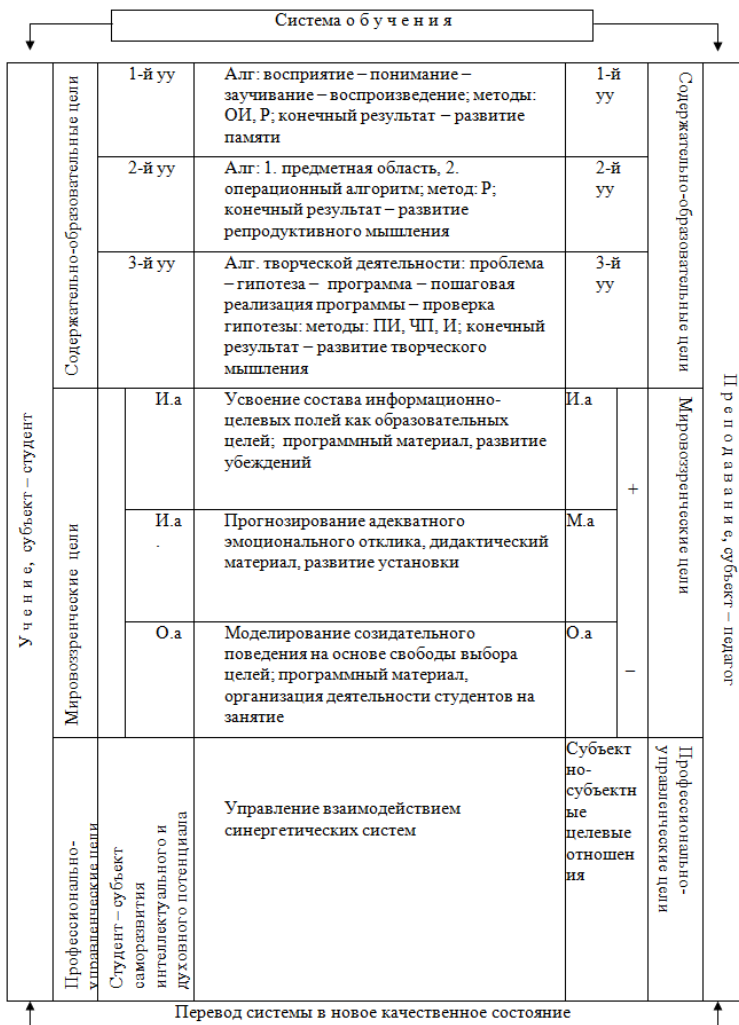 Система о б у ч е н и я
У ч е н и е, субъект – студент
Содержательно-образовательные цели
1-й уу
Алг: восприятие – понимание –
заучивание – воспроизведение; методы:
ОИ, Р; конечный результат – развитие
памяти
1-й
уу
Содержательно-образовательные цели
П р е п о д а в а н и е, субъект – педагог
2-й уу
Алг: 1. предметная область, 2.
операционный алгоритм; метод: Р;
конечный результат – развитие
репродуктивного мышления
2-й
уу
3-й уу
Алг. творческой деятельности: проблема
– гипотеза – программа – пошаговая
реализация программы – проверка
гипотезы: методы: ПИ, ЧП, И; конечный
результат – развитие творческого
мышления
3-й
уу
Мировоззренческие цели
И.а
Усвоение состава информационно-
целевых полей как образовательных
целей; программный материал, развитие
убеждений
И.а
+
Мировоззренческие цели
И.а
.
Прогнозирование адекватного
эмоционального отклика, дидактический
материал, развитие установки
М.а
О.а
Моделирование созидательного
поведения на основе свободы выбора
целей; программный материал,
организация деятельности студентов на
занятие
О.а
–
Профессионально-
управленческие цели
Студент – субъект
саморазвития
интеллектуального и
духовного потенциала
Управление взаимодействием
синергетических систем
Субъект
но-
субъектн
ые
целевые
отношен
ия
Профессионально-
управленческие цели
Перевод системы в новое качественное состояние